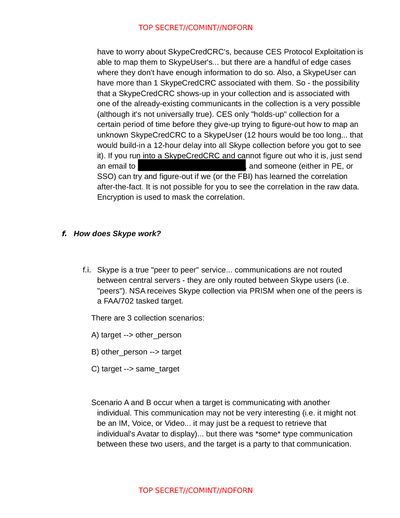 TOP SECRET//COMINT//NOFORN
have to worry about SkypeCredCRC's, because CES Protocol Exploitation is
able to map them to SkypeUser's... but there are a handful of edge cases
where they don't have enough information to do so. Also, a SkypeUser can
have more than 1 SkypeCredCRC associated with them. So - the possibility
that a SkypeCredCRC shows-up in your collection and is associated with
one of the already-existing communicants in the collection is a very possible
(although it's not universally true). CES only "holds-up" collection for a
certain period of time before they give-up trying to figure-out how to map an
unknown SkypeCredCRC to a SkypeUser (12 hours would be too long... that
would build-in a 12-hour delay into all Skype collection before you got to see
it). If you run into a SkypeCredCRC and cannot figure out who it is, just send
an email to , and someone (either in PE, or
SSO) can try and figure-out if we (or the FBI) has learned the correlation
after-the-fact. It is not possible for you to see the correlation in the raw data.
Encryption is used to mask the correlation.
f. How does Skype work?
f.i. Skype is a true "peer to peer" service... communications are not routed
between central servers - they are only routed between Skype users (i.e.
"peers"). NSA receives Skype collection via PRISM when one of the peers is
a FAA/702 tasked target.
There are 3 collection scenarios:
A) target --> other_person
B) other_person --> target
C) target --> same_target
Scenario A and B occur when a target is communicating with another
individual. This communication may not be very interesting (i.e. it might not
be an IM, Voice, or Video... it may just be a request to retrieve that
individual's Avatar to display)... but there was *some* type communication
between these two users, and the target is a party to that communication.
TOP SECRET//COMINT//NOFORN